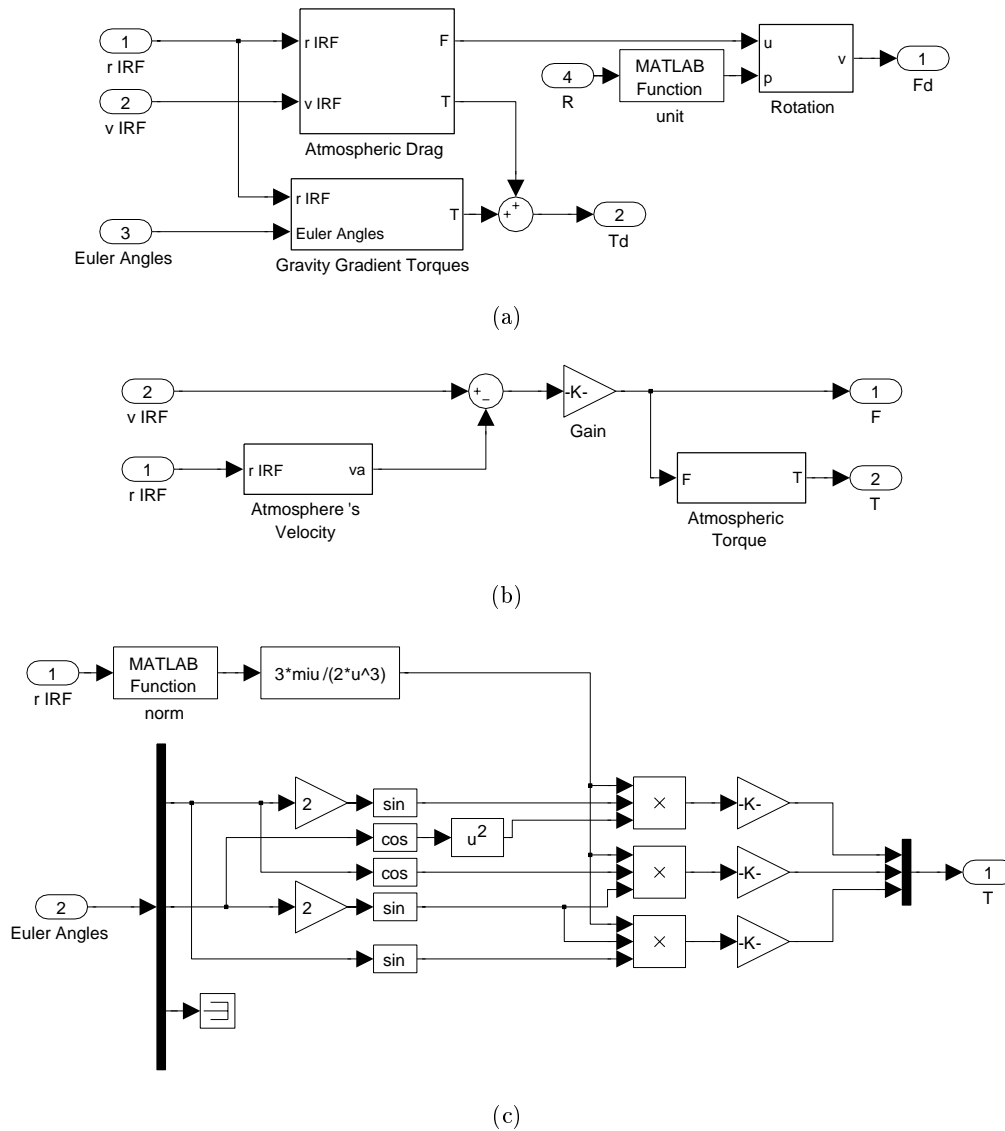 1
r IRF
2
v IRF
3
Euler Angles
r IRF
v IRF
F
T
Atmospheric Drag
r IRF
Euler Angles
T
Gravity Gradient Torques
+
+
4
R
MATLAB
Function
unit
u
p
v
Rotation
1
Fd
2
Td
(a)
2
v IRF
1
r IRF
r IRF
va
Atmosphere 's
Velocity
+
_
-K-
Gain
F
T
Atmospheric
Torque
1
F
2
T
(b)
1
r IRF
MATLAB
Function
norm
3*miu /(2*u^3)
2
Euler Angles
2
sin
cos
u²
cos
2
sin
sin
×
×
×
-K-
-K-
-K-
1
T
(c)